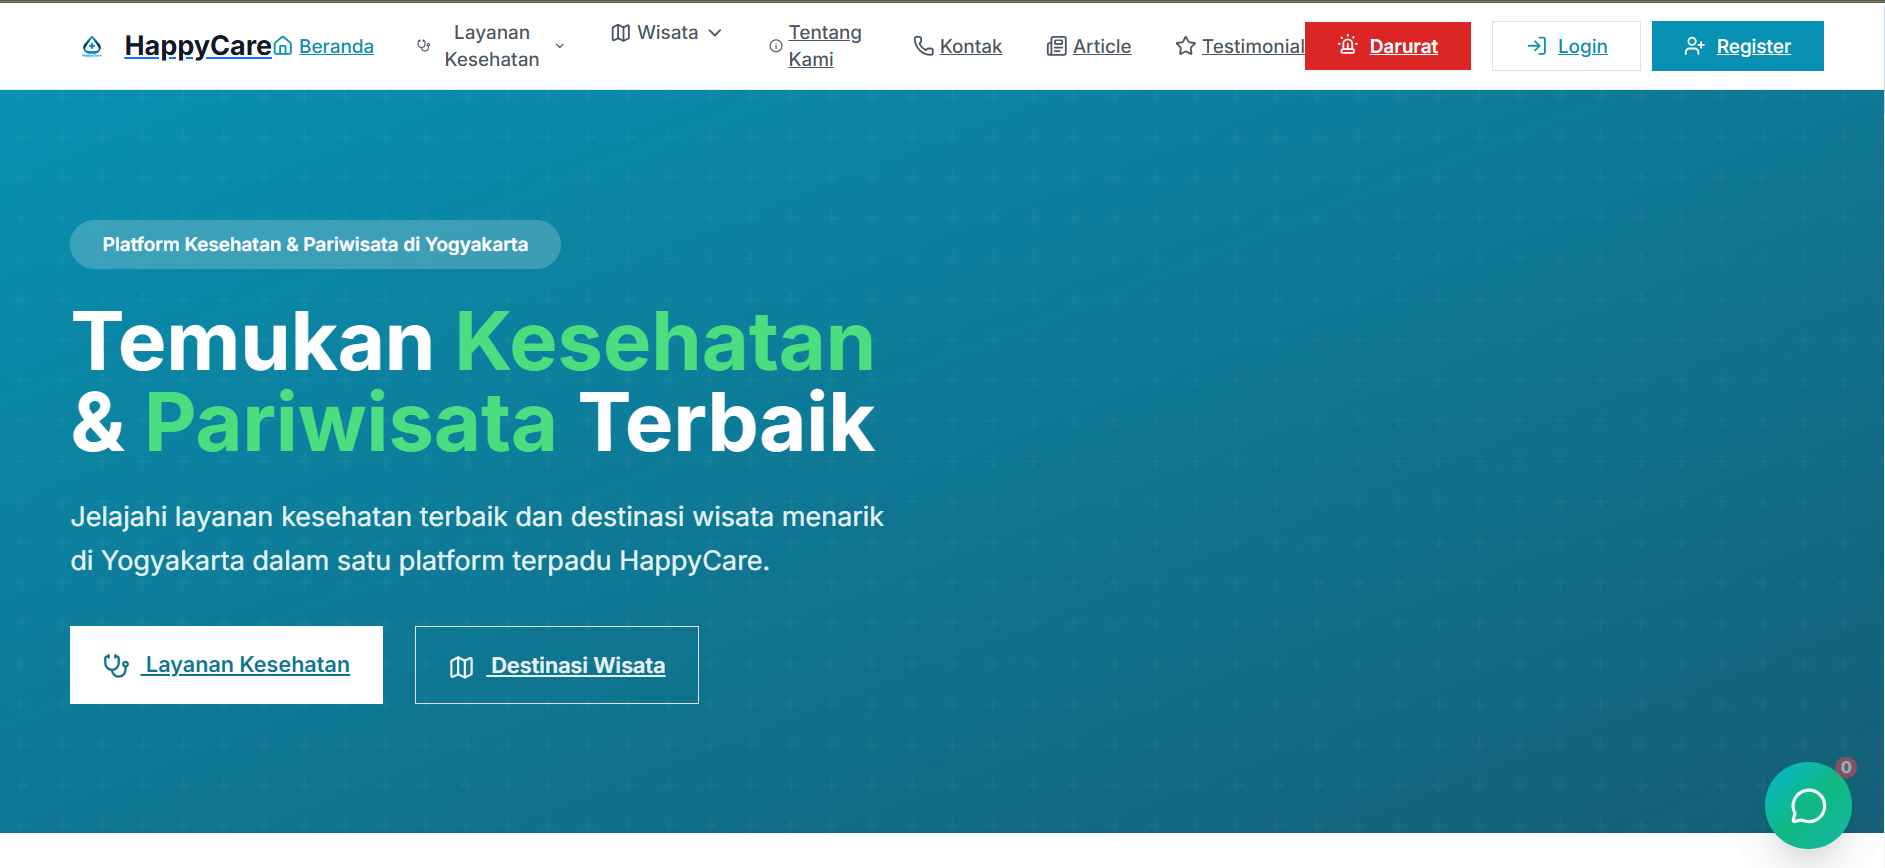 HappyCare
Beranda
Layanan
Kesehatan
Wisata
Tentang
Kami
Kontak
Article
Testimonial
Darurat
Login
Register
Platform Kesehatan & Pariwisata di Yogyakarta
Temukan Kesehatan
& Pariwisata Terbaik
Jelajahi layanan kesehatan terbaik dan destinasi wisata menarik
di Yogyakarta dalam satu platform terpadu HappyCare.
Layanan Kesehatan
Destinasi Wisata
0